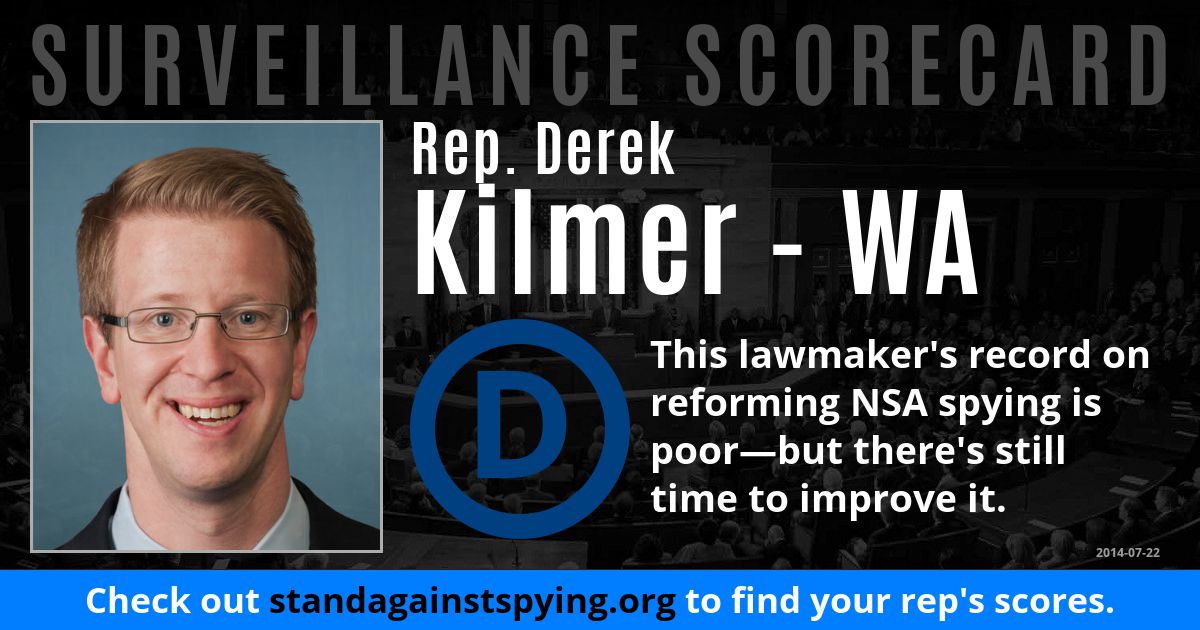 SURVEILLANCE SCORECARD
Rep. Derek
Kilmer - WA
D
This lawmaker's record on
reforming NSA spying is
poor—but there's still
time to improve it.
2014-07-22
Check out standagainstspying.org to find your rep's scores.